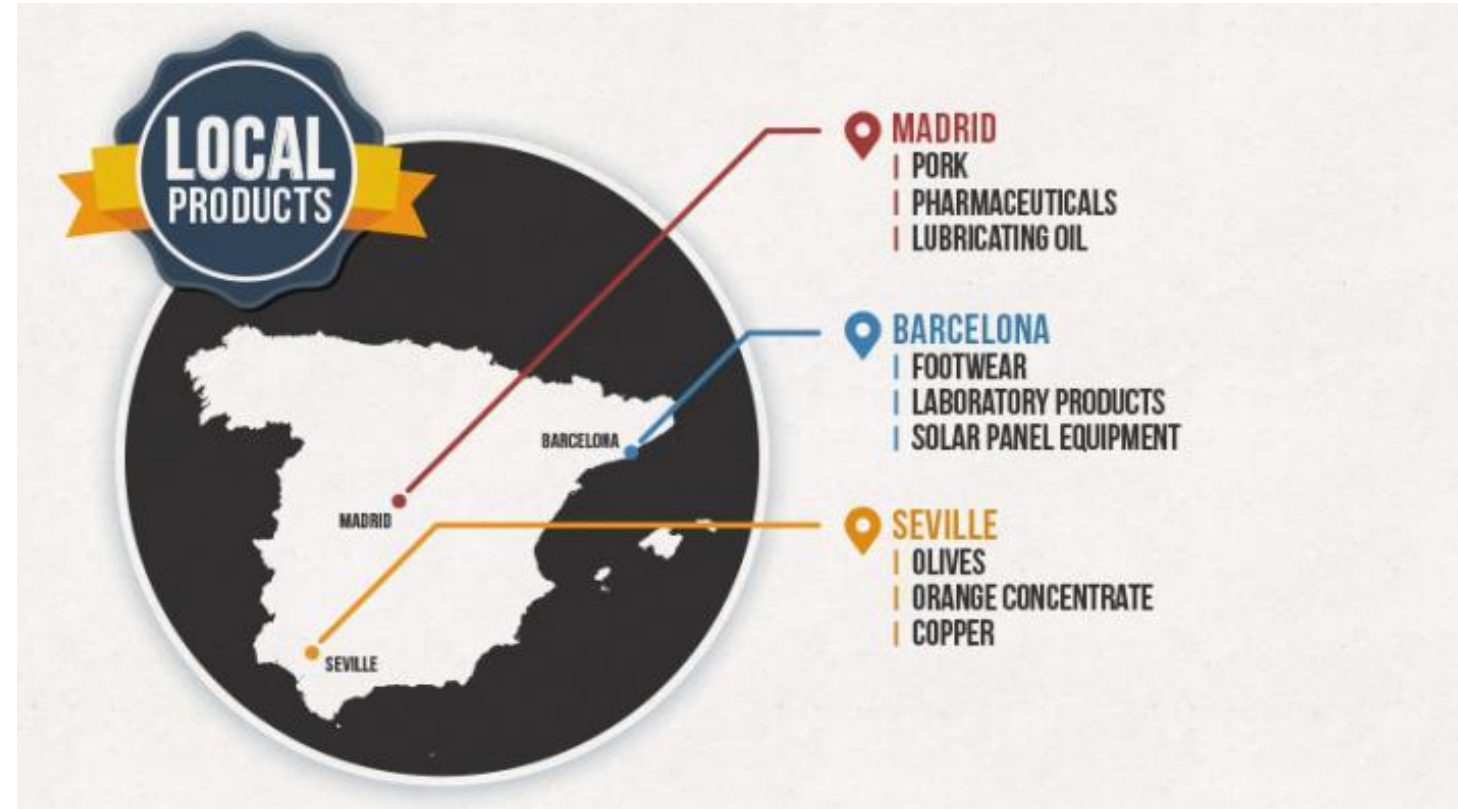 LOCAL
PRODUCTS
MADRID
PORK
PHARMACEUTICALS
LUBRICATING OIL
BARCELONA
FOOTWEAR
LABORATORY PRODUCTS
SOLAR PANEL EQUIPMENT
SEVILLE
OLIVES
ORANGE CONCENTRATE
COPPER
BARCELONA
MADRID
SEVILLE